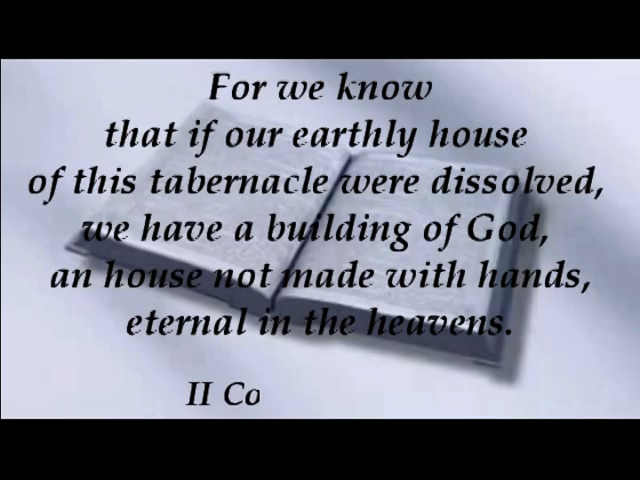 For we know
that if our earthly house
of this tabernacle were dissolved,
we have a building of God,
an house not made with hands,
eternal in the heavens.
II Co